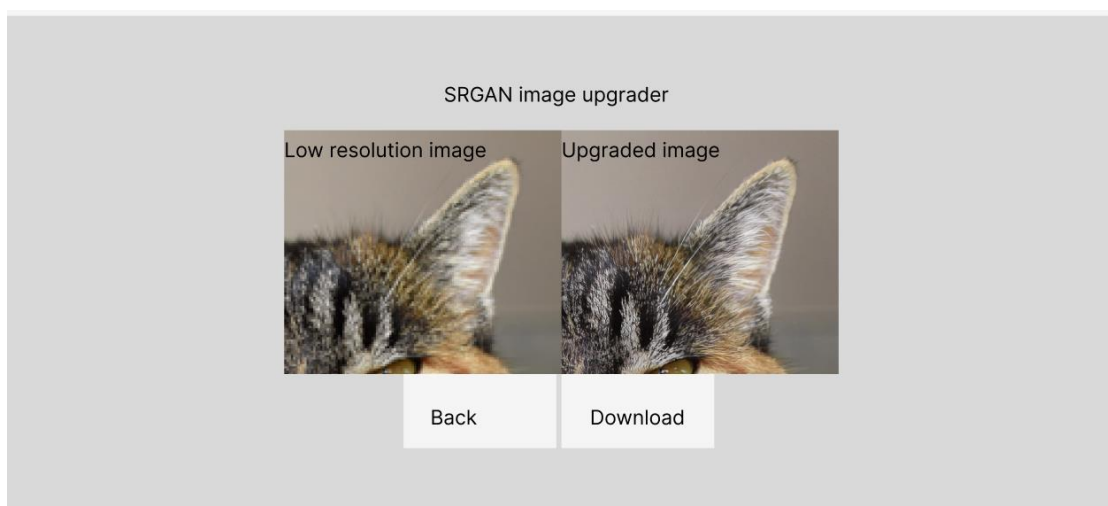 SRGAN image upgrader
Low resolution image
Upgraded image
Back
Download